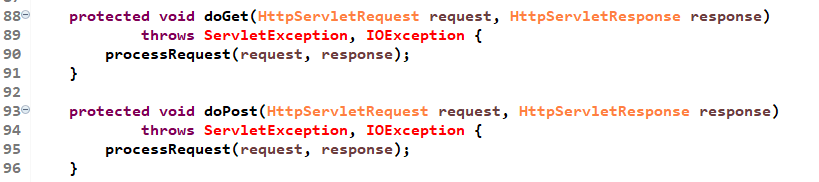 88 protected void doGet(HttpServletRequest request, HttpServletResponse response)
89 throws ServletException, IOException {
90 processRequest(request, response);
91 }
92
93 protected void doPost(HttpServletRequest request, HttpServletResponse response)
94 throws ServletException, IOException {
95 processRequest(request, response);
96 }